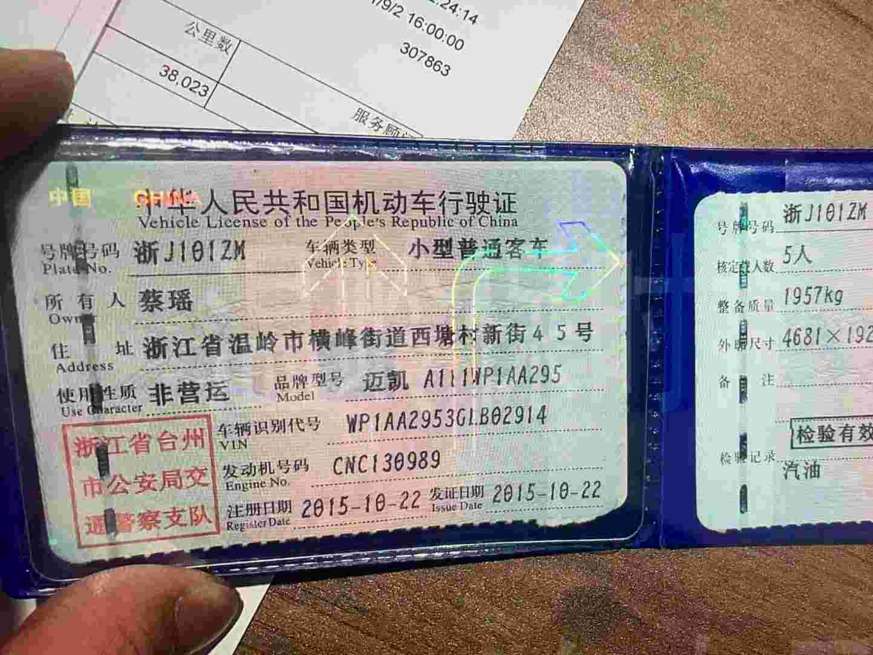 24:14
/9/2 16:00:00
307863
公里数
38,023
服务顾
中国 CHINA
中华人民共和国机动车行驶证
Vehicle License of the People's Republic of China
号牌号码 浙J101ZM 车辆类型 小型普通客车
Plate No. Vehicle Type
所有人 蔡瑶
Owner
住址 浙江省温岭市横峰街道西塘村新街45号
Address
使用性质 非营运 品牌型号 迈凯 A111WP1AA295
Use Character Model
浙江省台州
市公安局交
通警察支队
车辆识别代号 WP1AA2953GLB02914
VIN
发动机号码 CNC130989
Engine No.
注册日期 2015-10-22 发证日期 2015-10-22
Register Date Issue Date
号牌号码 浙J101ZM
核定载人数 5人
整备质量 1957kg
外廓尺寸 4681×192
备注
检验有效
检验记录
汽油